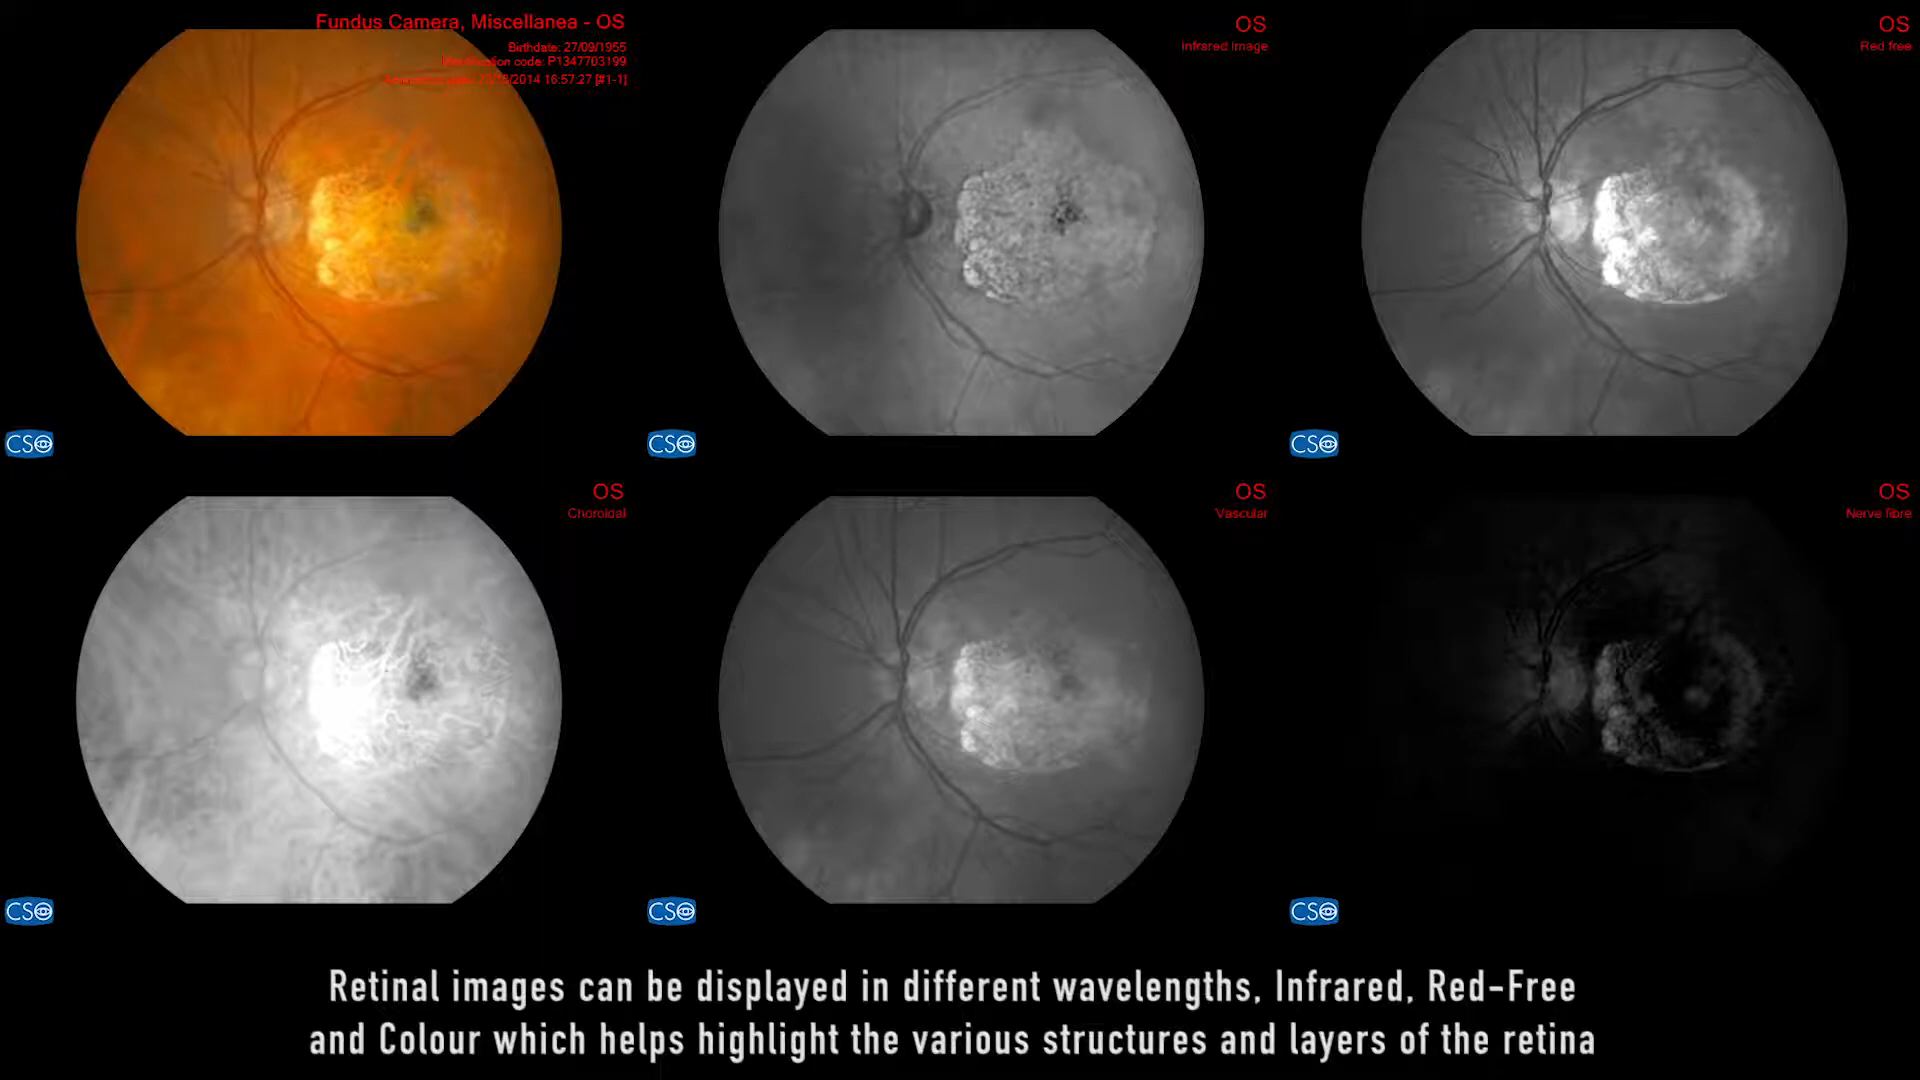 Fundus Camera, Miscellanea - OS
Birthdate: 27/09/1955
Identification code: P1347703199
2014 16:57:27 [#1-1]
OS
Infrared image
OS
Red free
CSO
CSO
CSO
OS
Choroidal
OS
Vascular
OS
Nerve fibre
CSO
CSO
CSO
Retinal images can be displayed in different wavelengths, Infrared, Red-Free
and Colour which helps highlight the various structures and layers of the retina